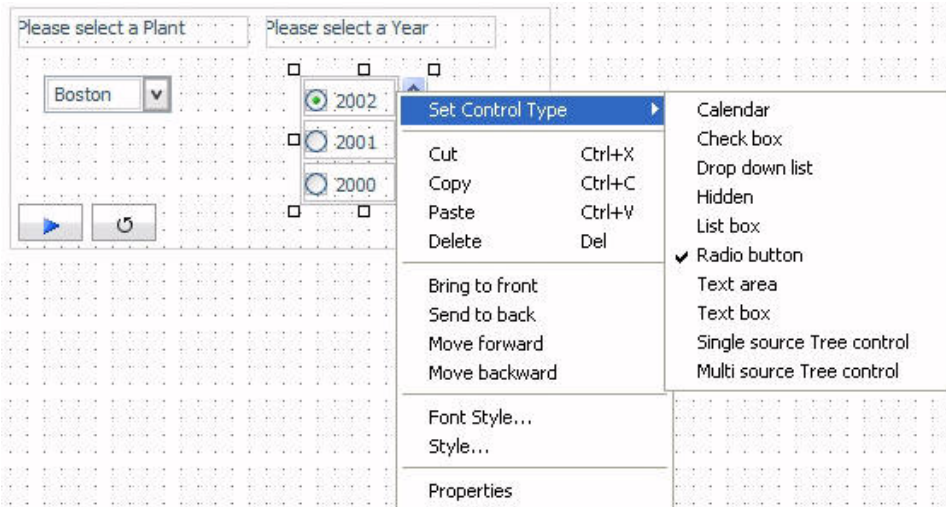 Please select a Plant
Please select a Year
Boston
2002
2001
2000
Set Control Type
Cut Ctrl+X
Copy Ctrl+C
Paste Ctrl+V
Delete Del
Bring to front
Send to back
Move forward
Move backward
Font Style...
Style...
Properties
Calendar
Check box
Drop down list
Hidden
List box
Radio button
Text area
Text box
Single source Tree control
Multi source Tree control